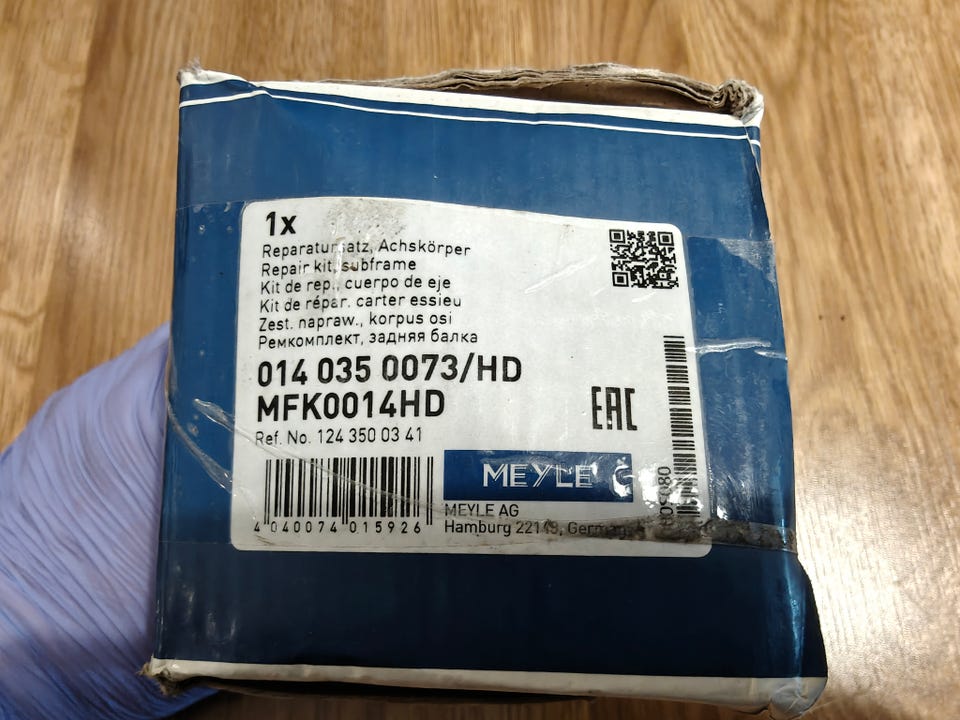 1x
Reparatursatz, Achskörper
Repair kit, subframe
Kit de rep., cuerpo de eje
Kit de répar. carter essieu
Zest. napraw., korpus osi
Ремкомплект, задняя балка
014 035 0073/HD
MFK0014HD
EAC
Ref. No. 124 350 03 41
MEYLE
MEYLE AG
Hamburg 22143, Germany
4 040074 015926